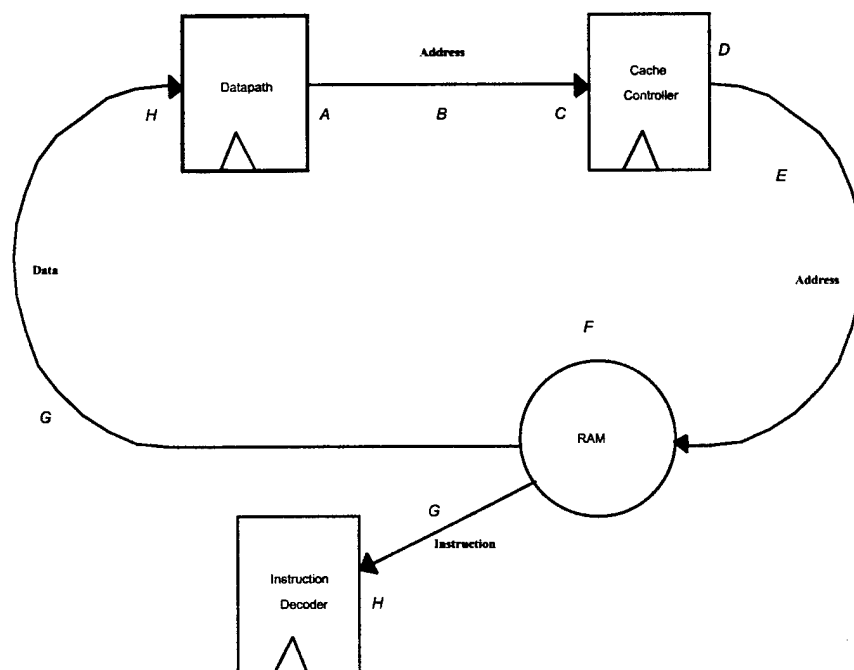 Address
D
Cache
Controller
Datapath
H
A
B
C
E
Data
Address
F
G
RAM
G
Instruction
Instruction
Decoder
H